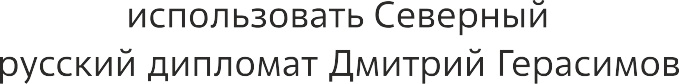 использовать Северный
русский дипломат Дмитрий Герасимов